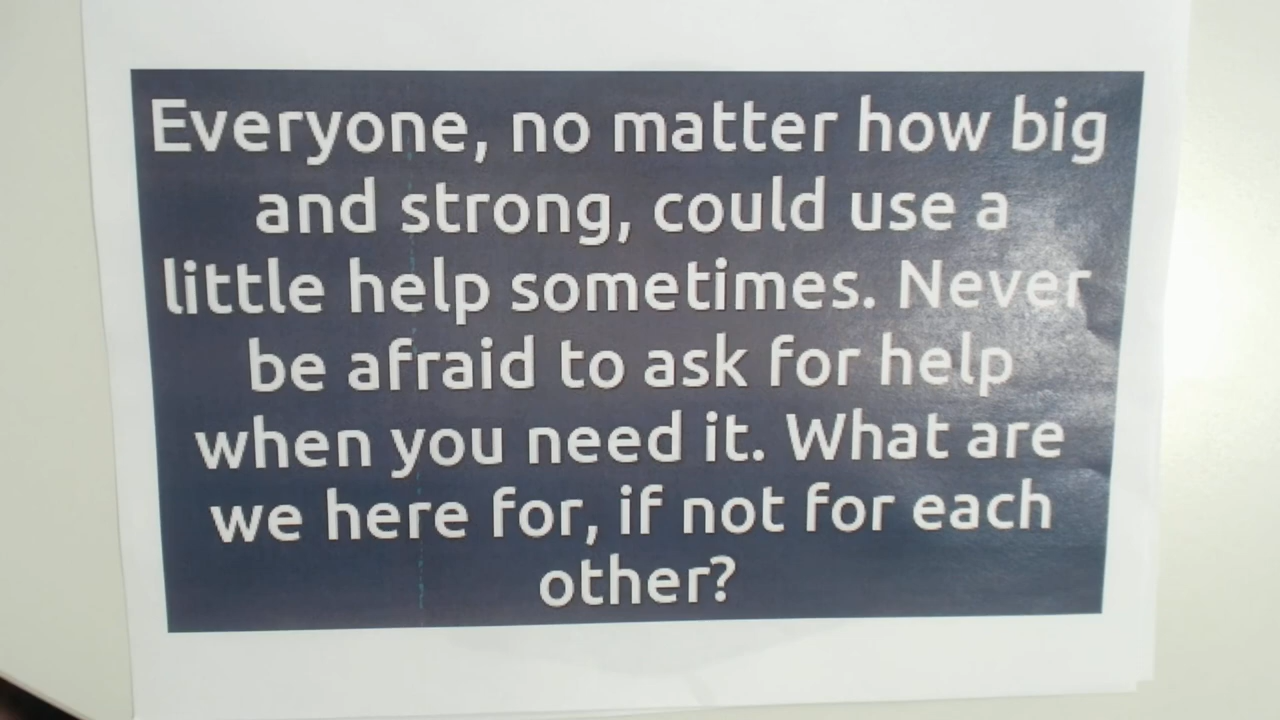 Everyone, no matter how big
and strong, could use a
little help sometimes. Never
be afraid to ask for help
when you need it. What are
we here for, if not for each
other?